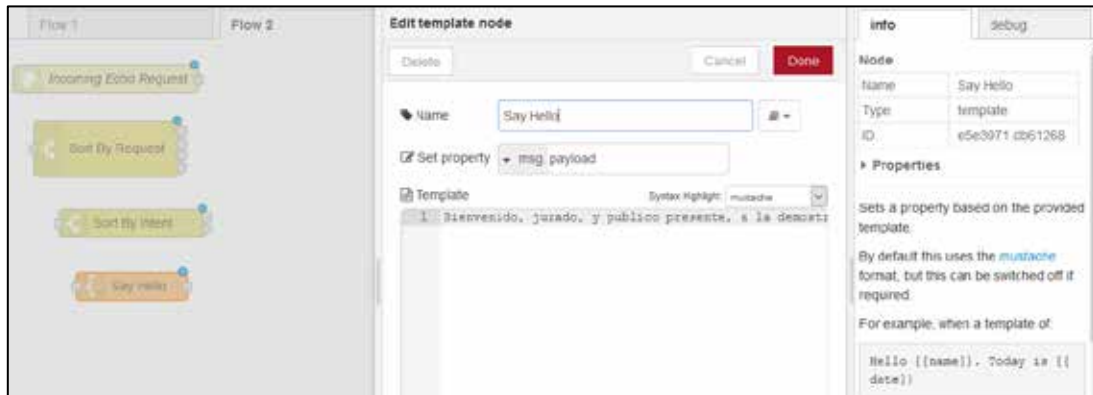 Flow 1
Flow 2
Incoming Echo Request
Sort By Request
Sort By Intent
Say Hello
Edit template node
Delete
Cancel
Done
Name
Say Hello
Set property
msg. payload
Template
Syntax Highlight: mustache
1 Bienvenido, jurado, y publico presente, a la demostr
info
debug
Node
Name Say Hello
Type template
ID e5e3971.cb61268
Properties
Sets a property based on the provided
template.
By default this uses the mustache
format, but this can be switched off if
required.
For example, when a template of:
Hello {{name}}. Today is {{
date}}